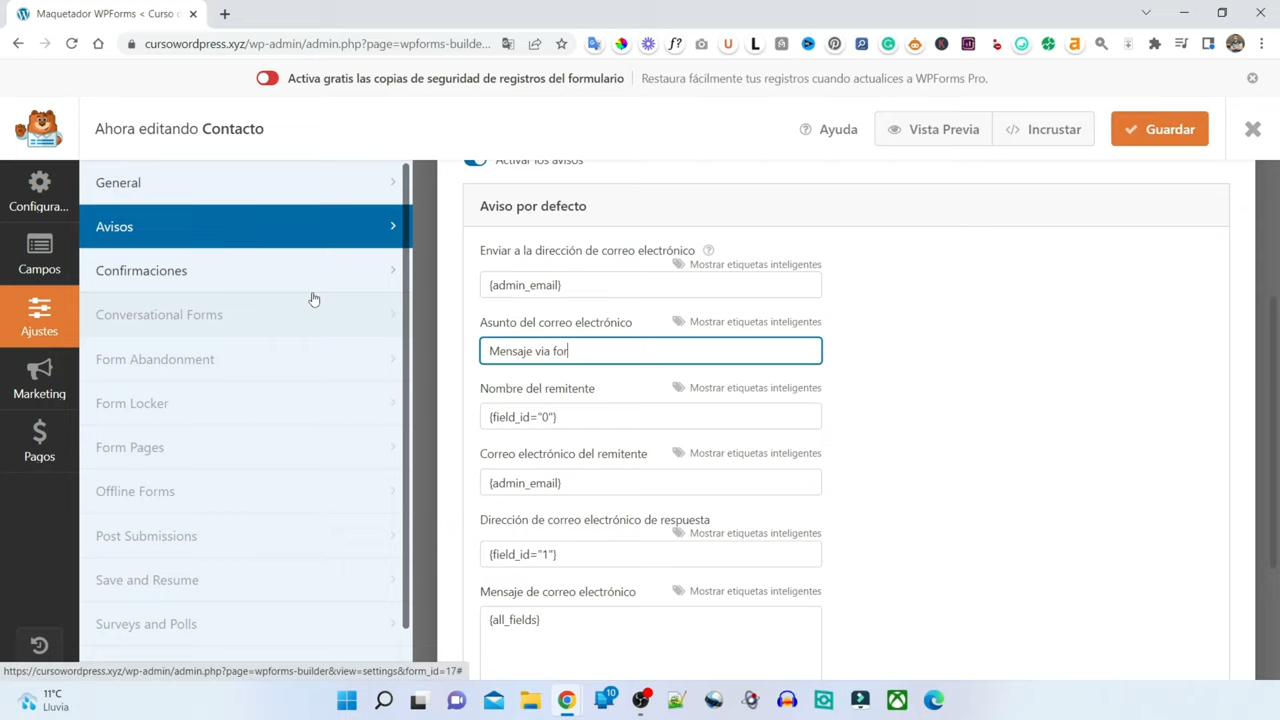 Maquetador WPForms < Curso d
cursowordpress.xyz/wp-admin/admin.php?page=wpforms-builde...
Activa gratis las copias de seguridad de registros del formulario
Restaura fácilmente tus registros cuando actualices a WPForms Pro.
Ahora editando Contacto
Ayuda
Vista Previa
Incrustar
Guardar
Configura...
Campos
Ajustes
Marketing
Pagos
General
Avisos
Confirmaciones
Conversational Forms
Form Abandonment
Form Locker
Form Pages
Offline Forms
Post Submissions
Save and Resume
Surveys and Polls
Activar los avisos
Aviso por defecto
Enviar a la dirección de correo electrónico
Mostrar etiquetas inteligentes
{admin_email}
Asunto del correo electrónico
Mostrar etiquetas inteligentes
Mensaje via for
Nombre del remitente
Mostrar etiquetas inteligentes
{field_id="0"}
Correo electrónico del remitente
Mostrar etiquetas inteligentes
{admin_email}
Dirección de correo electrónico de respuesta
Mostrar etiquetas inteligentes
{field_id="1"}
Mensaje de correo electrónico
Mostrar etiquetas inteligentes
{all_fields}
https://cursowordpress.xyz/wp-admin/admin.php?page=wpforms-builder&view=settings&form_id=17#
11°C
Lluvia
10